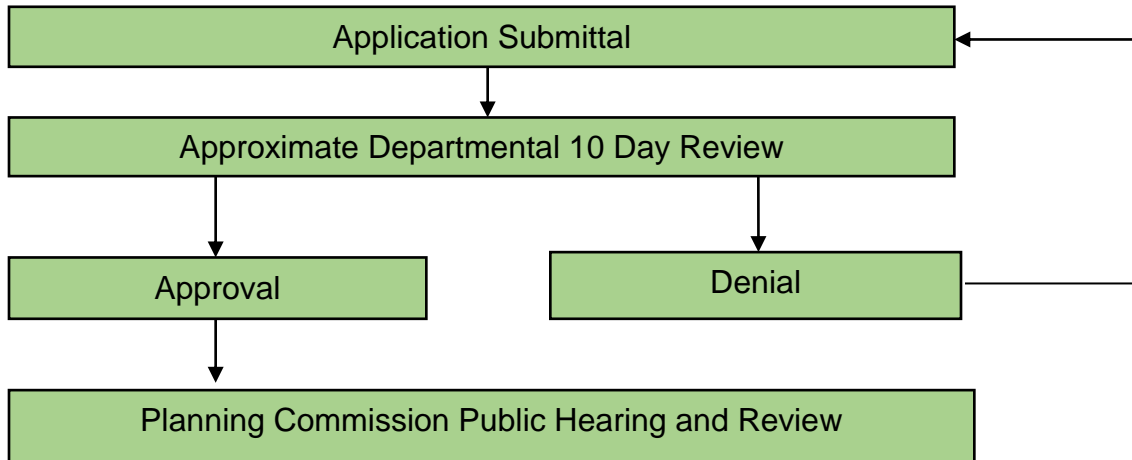 Application Submittal
Approximate Departmental 10 Day Review
Approval
Denial
Planning Commission Public Hearing and Review